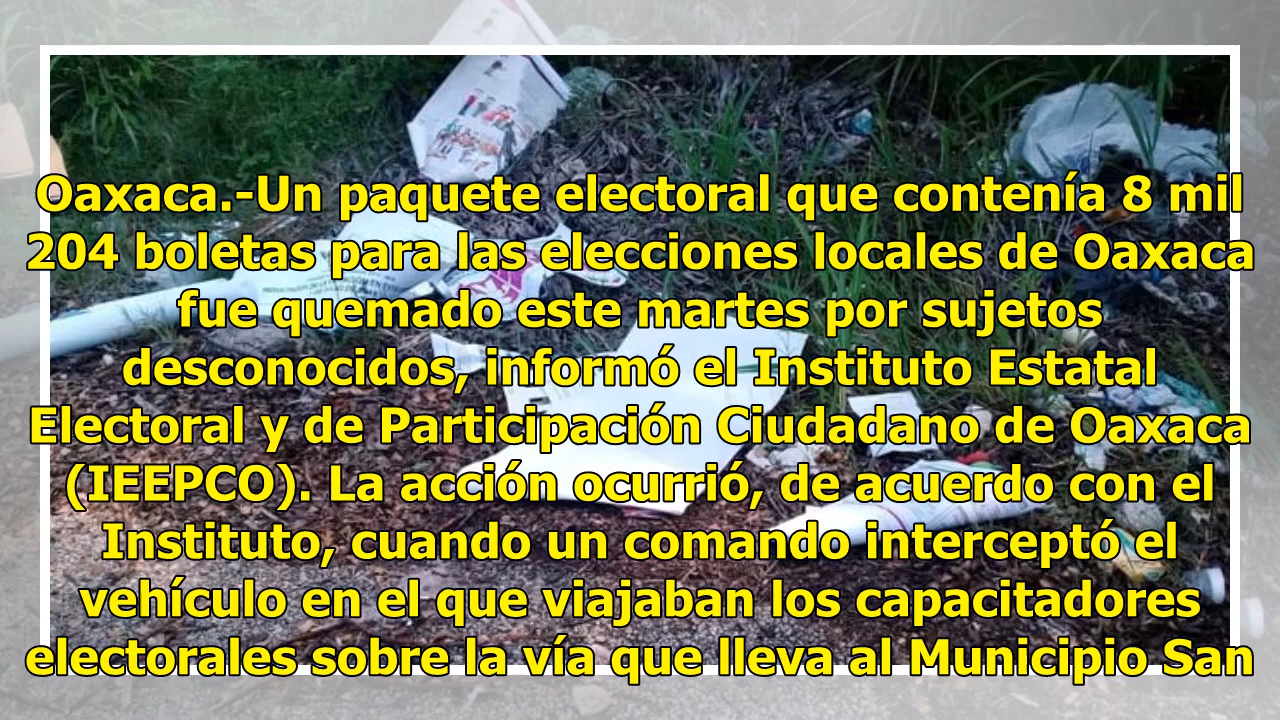 Oaxaca.-Un paquete electoral que contenía 8 mil
204 boletas para las elecciones locales de Oaxaca
fue quemado este martes por sujetos
desconocidos, informó el Instituto Estatal
Electoral y de Participación Ciudadano de Oaxaca
(IEEPCO). La acción ocurrió, de acuerdo con el
Instituto, cuando un comando interceptó el
vehículo en el que viajaban los capacitadores
electorales sobre la vía que lleva al Municipio San